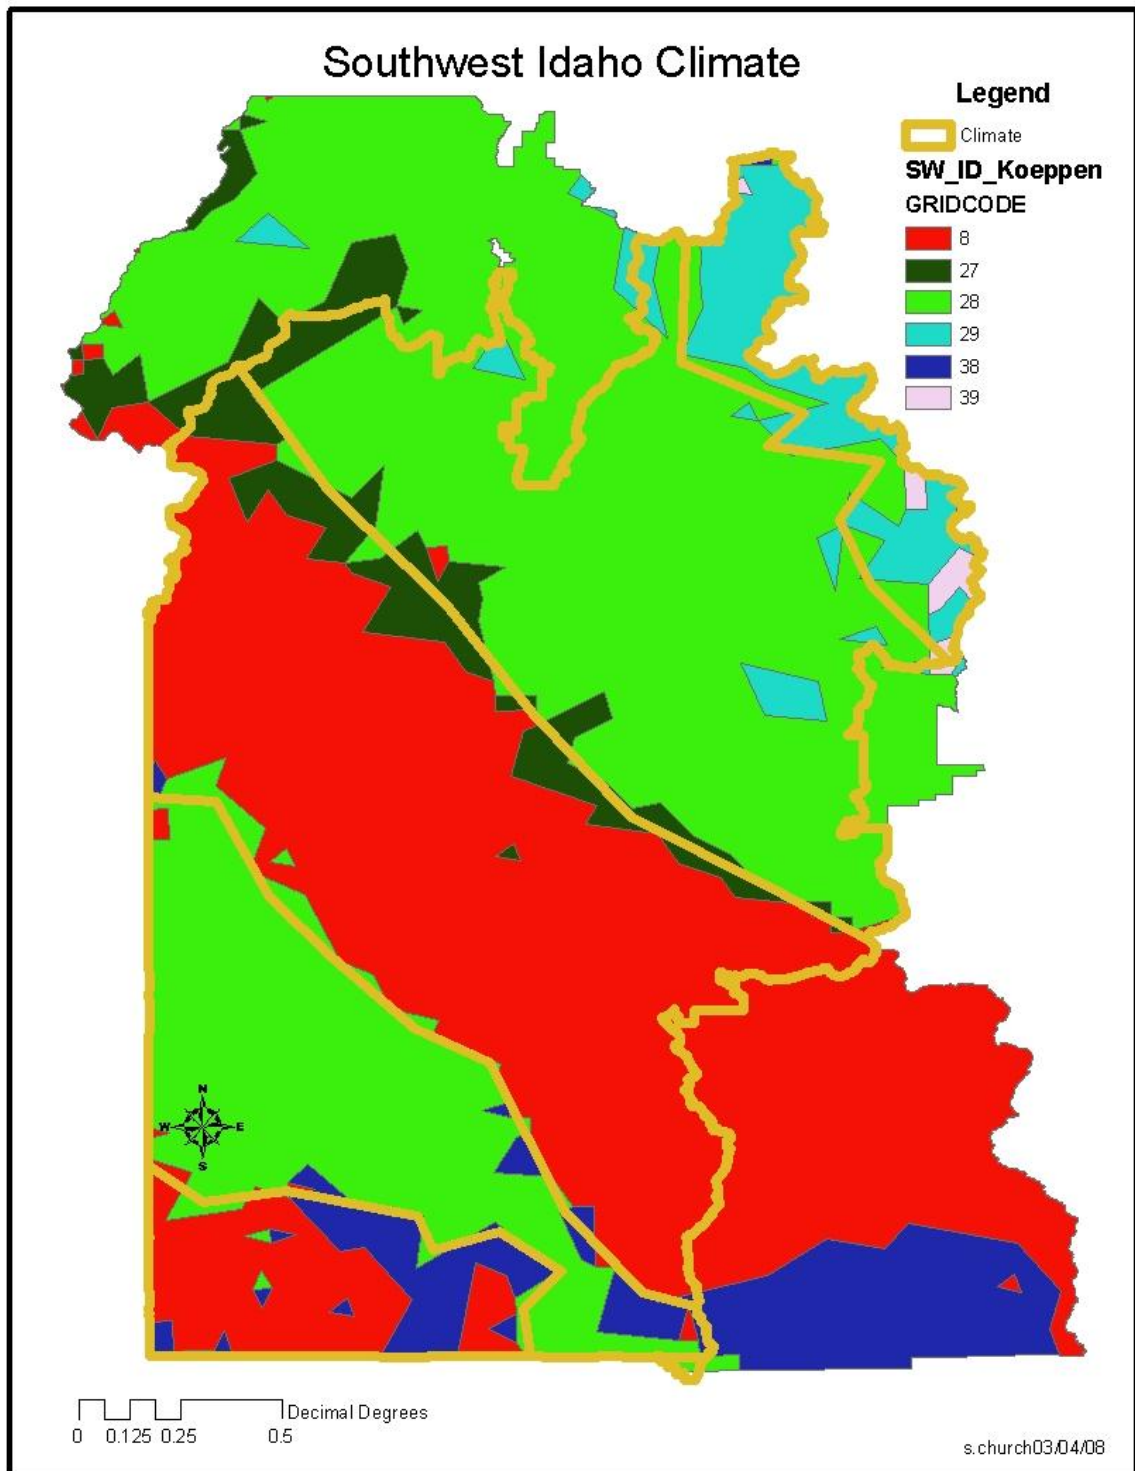 Southwest Idaho Climate
Legend
Climate
SW_ID_Koeppen
GRIDCODE
8
27
28
29
38
39
N
W E
S
Decimal Degrees
0 0.125 0.25 0.5
s.church03/04/08